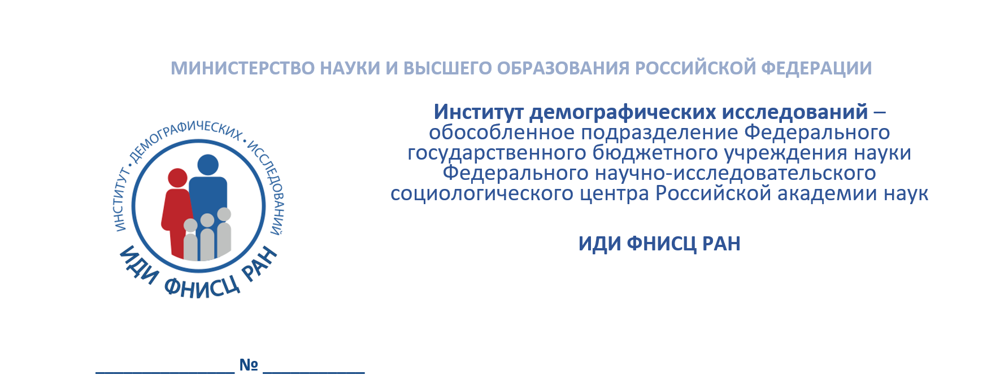 МИНИСТЕРСТВО НАУКИ И ВЫСШЕГО ОБРАЗОВАНИЯ РОССИЙСКОЙ ФЕДЕРАЦИИ
ИНСТИТУТ • ДЕМОГРАФИЧЕСКИХ • ИССЛЕДОВАНИЙ
ИДИ ФНИСЦ РАН
Институт демографических исследований –
обособленное подразделение Федерального
государственного бюджетного учреждения науки
Федерального научно-исследовательского
социологического центра Российской академии наук
ИДИ ФНИСЦ РАН
_______________ № ___________